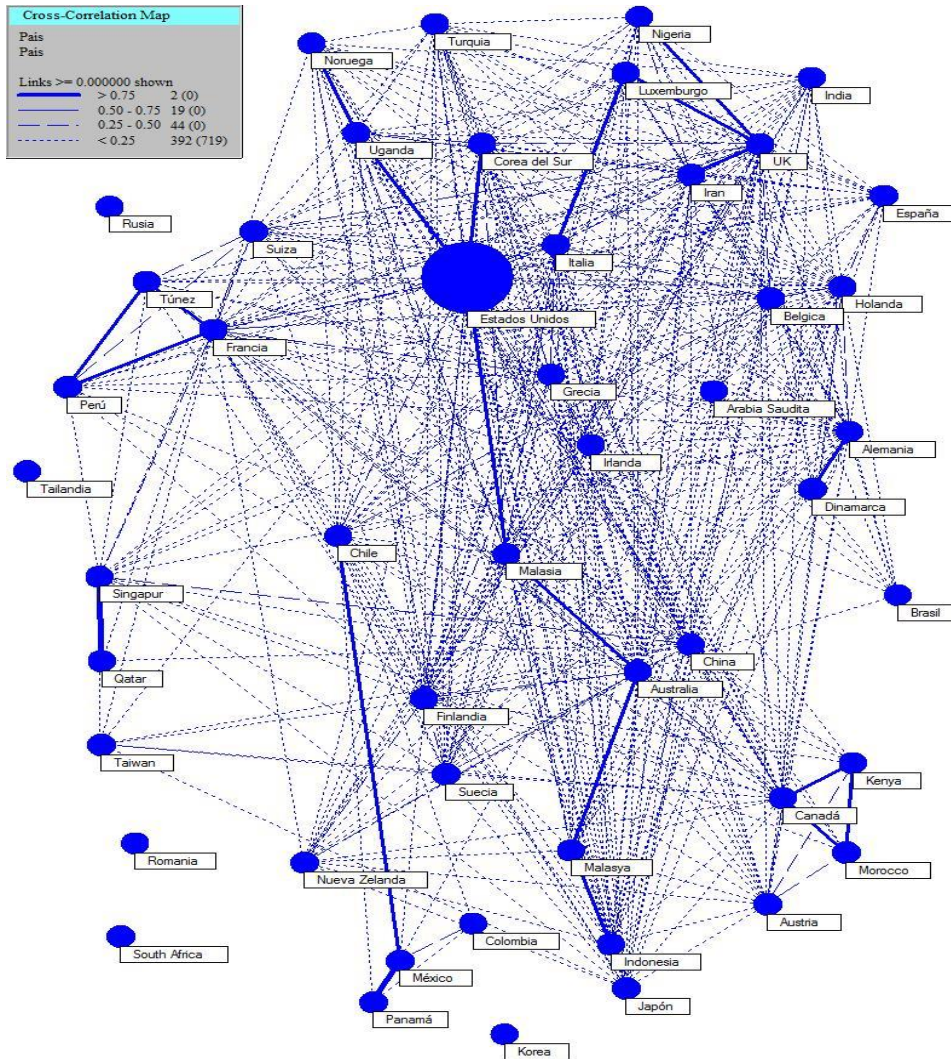 Cross-Correlation Map
Pais
Pais
Links >= 0.000000 shown
> 0.75 2 (0)
0.50 - 0.75 19 (0)
0.25 - 0.50 44 (0)
< 0.25 392 (719)
Nigeria
Turquia
Noruega
Luxemburgo
India
Uganda
Corea del Sur
UK
Iran
España
Rusia
Suiza
Italia
Túnez
Holanda
Estados Unidos
Belgica
Francia
Grecia
Perú
Arabia Saudita
Alemania
Irlanda
Tailandia
Dinamarca
Chile
Malasia
Singapur
Brasil
China
Qatar
Australia
Finlandia
Taiwan
Kenya
Suecia
Canadá
Romania
Malasya
Morocco
Nueva Zelanda
Austria
Colombia
South Africa
Indonesia
México
Japón
Panamá
Korea